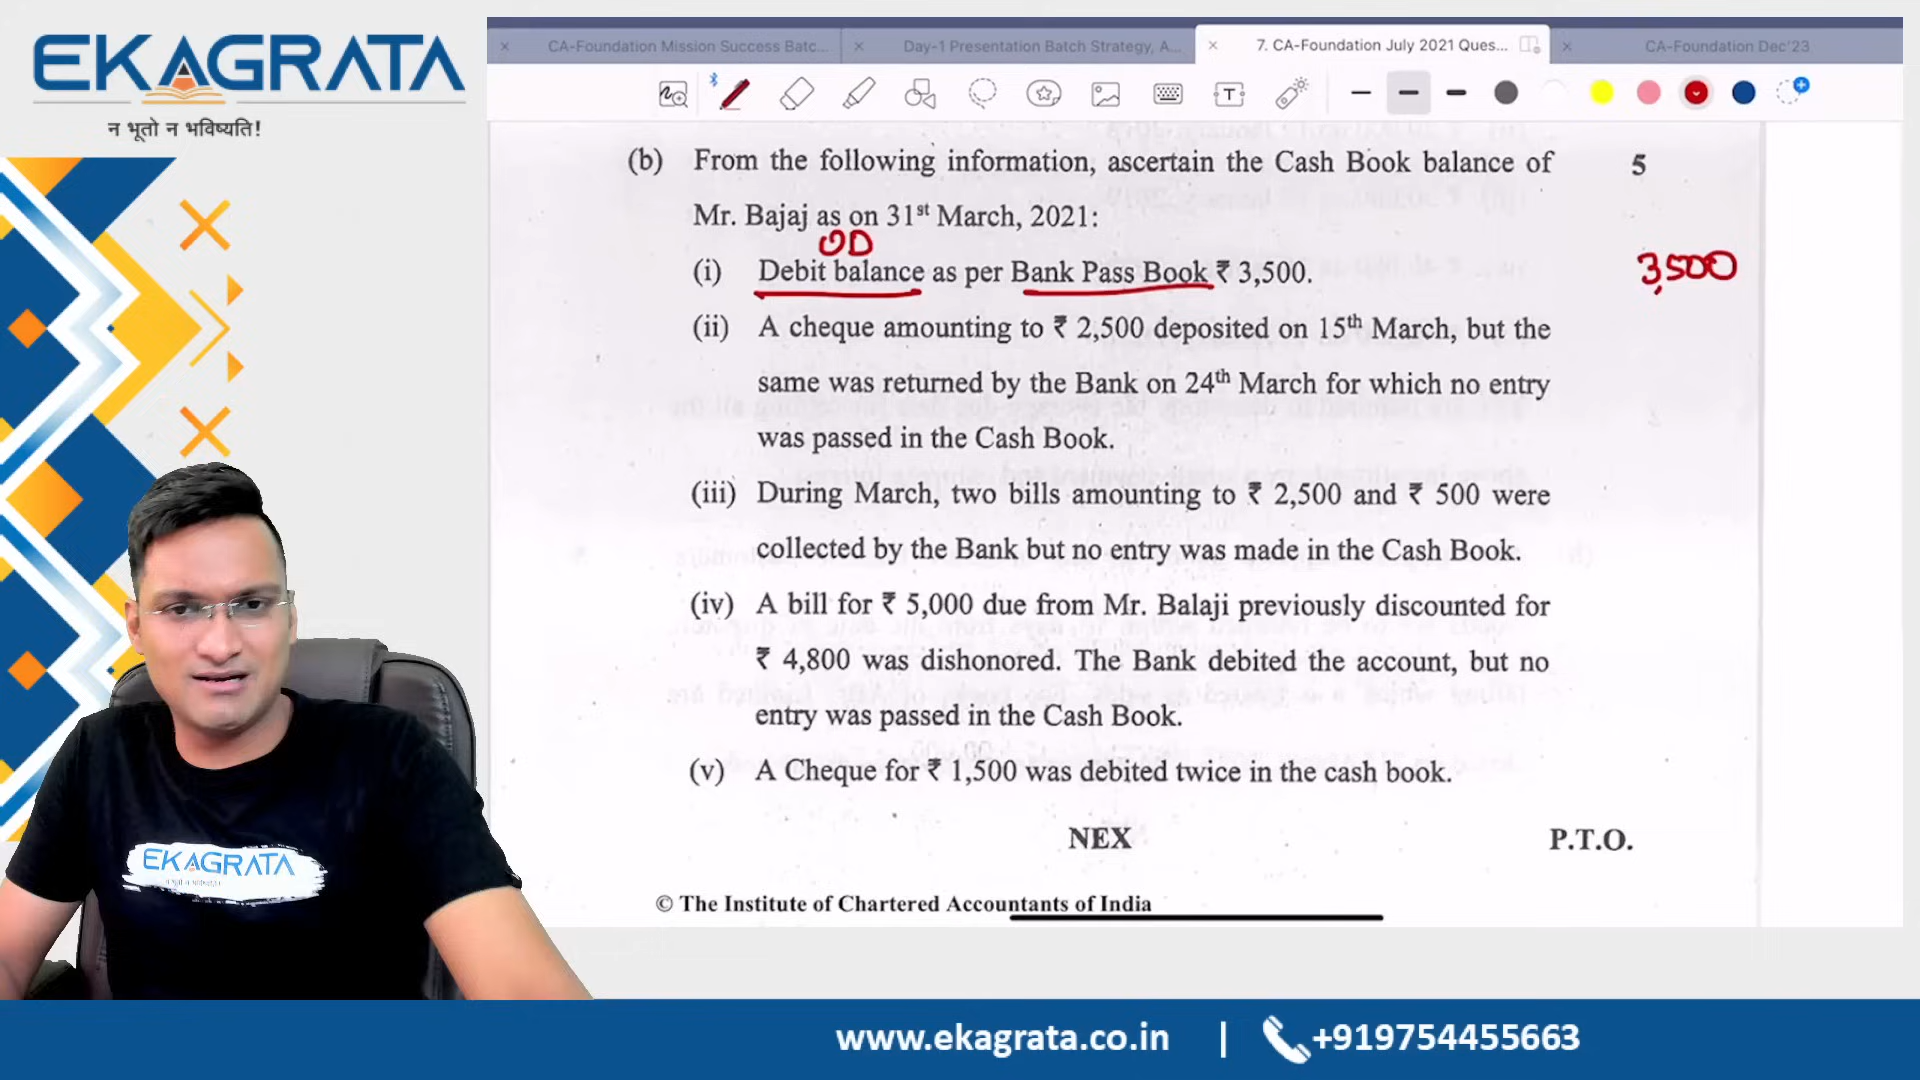 EKAGRATA
न भूतो न भविष्यति!
CA-Foundation Mission Success Batc...
Day-1 Presentation Batch Strategy, A...
7. CA-Foundation July 2021 Ques...
CA-Foundation Dec'23
(b) From the following information, ascertain the Cash Book balance of 5
Mr. Bajaj as on 31st March, 2021:
OD
(i) Debit balance as per Bank Pass Book ₹ 3,500. 3,500
(ii) A cheque amounting to ₹ 2,500 deposited on 15th March, but the
same was returned by the Bank on 24th March for which no entry
was passed in the Cash Book.
(iii) During March, two bills amounting to ₹ 2,500 and ₹ 500 were
collected by the Bank but no entry was made in the Cash Book.
(iv) A bill for ₹ 5,000 due from Mr. Balaji previously discounted for
₹ 4,800 was dishonored. The Bank debited the account, but no
entry was passed in the Cash Book.
(v) A Cheque for ₹ 1,500 was debited twice in the cash book.
NEX P.T.O.
© The Institute of Chartered Accountants of India
EKAGRATA
www.ekagrata.co.in | +919754455663